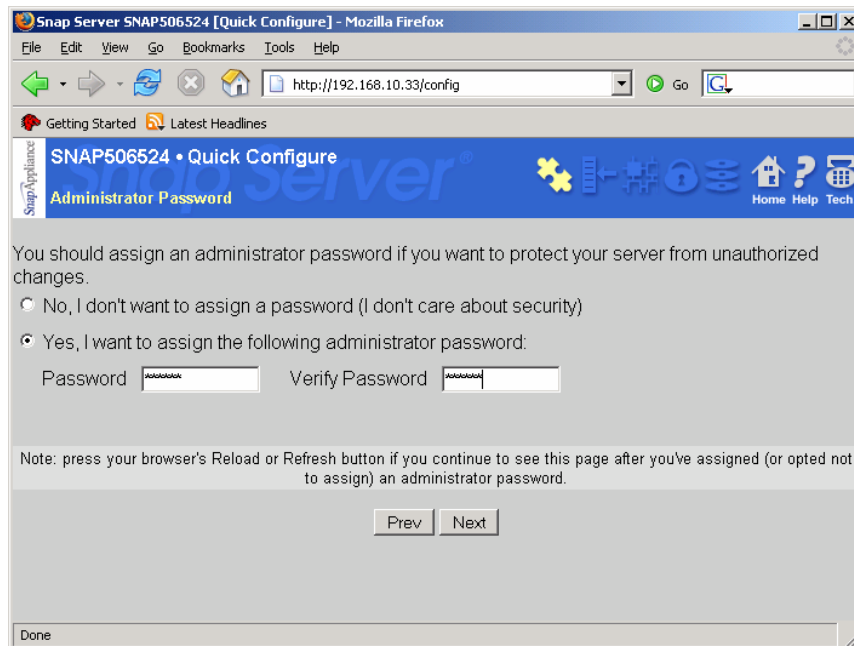 Snap Server SNAP506524 [Quick Configure] - Mozilla Firefox
File Edit View Go Bookmarks Tools Help
http://192.168.10.33/config Go G
Getting Started Latest Headlines
SnapAppliance
SNAP506524 • Quick Configure
Snap Server®
Administrator Password
Home Help Tech
You should assign an administrator password if you want to protect your server from unauthorized
changes.
No, I don't want to assign a password (I don't care about security)
Yes, I want to assign the following administrator password:
Password ******* Verify Password *******
Note: press your browser's Reload or Refresh button if you continue to see this page after you've assigned (or opted not
to assign) an administrator password.
Prev Next
Done